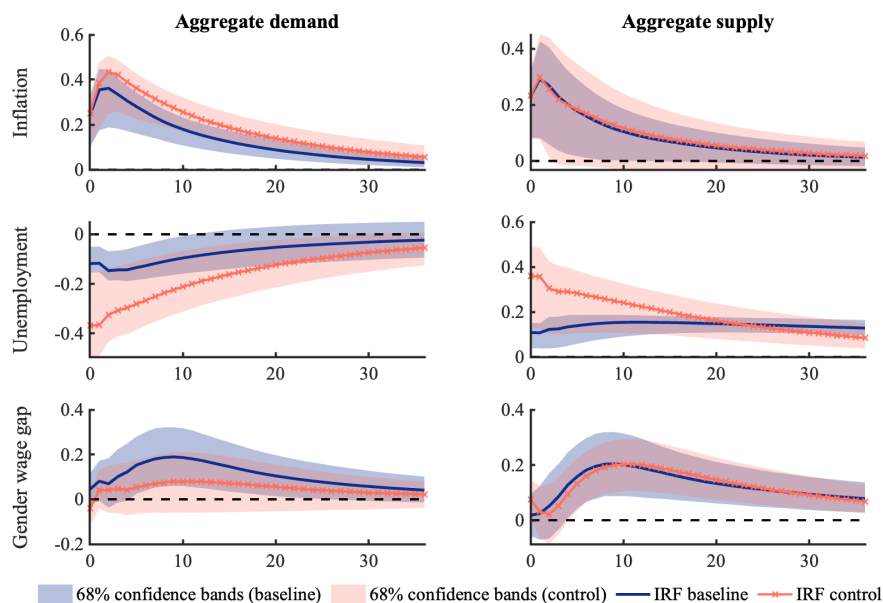 Aggregate demand
Aggregate supply
Inflation
0.6
0.4
0.2
0
0 10 20 30
0.4
0.2
0
0 10 20 30
Unemployment
0
-0.2
-0.4
0 10 20 30
0.6
0.4
0.2
0
0 10 20 30
Gender wage gap
0.4
0.2
0
-0.2
0 10 20 30
0.4
0.2
0
0 10 20 30
68% confidence bands (baseline) 68% confidence bands (control) IRF baseline IRF control